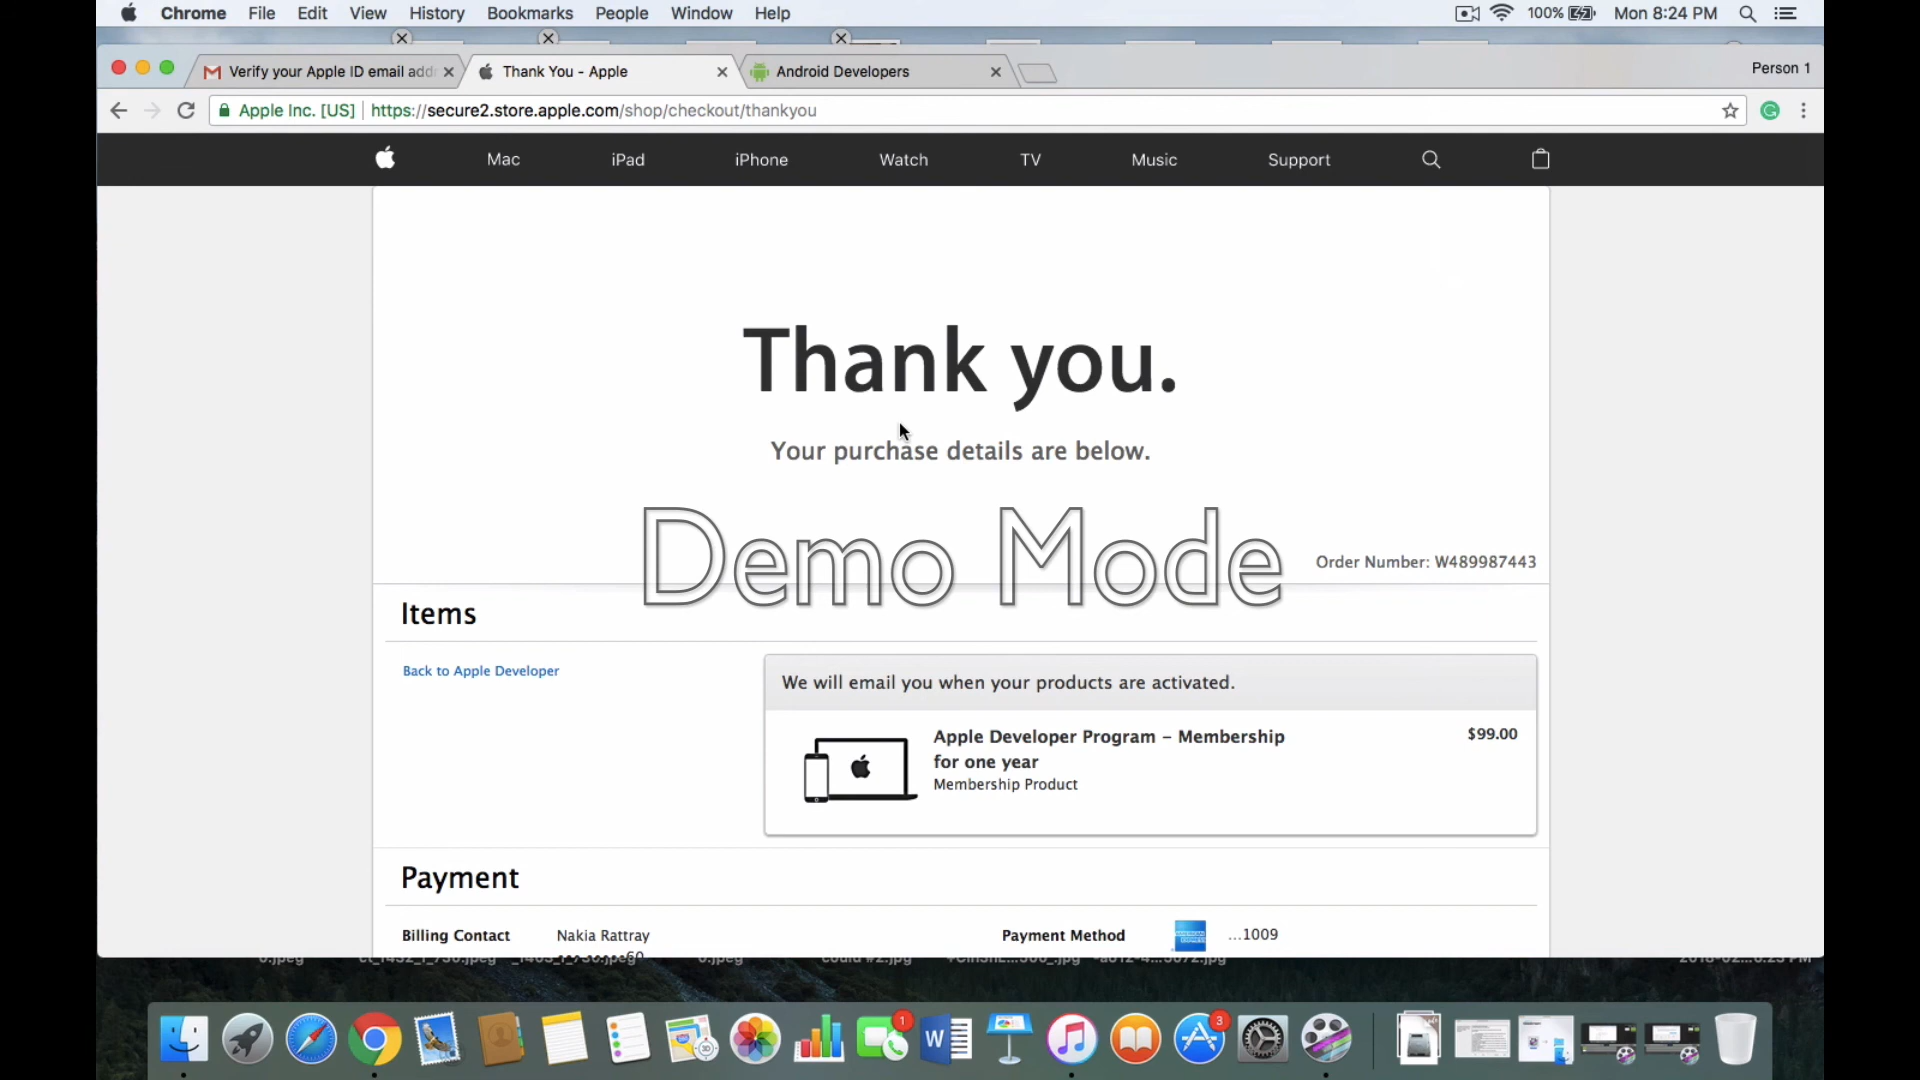 Chrome File Edit View History Bookmarks People Window Help 100% Mon 8:24 PM
Verify your Apple ID email addr Thank You - Apple Android Developers Person 1
Apple Inc. [US] https://secure2.store.apple.com/shop/checkout/thankyou
Mac iPad iPhone Watch TV Music Support
Thank you.
Your purchase details are below.
Demo Mode
Order Number: W489987443
Items
Back to Apple Developer
We will email you when your products are activated.
Apple Developer Program – Membership $99.00
for one year
Membership Product
Payment
Billing Contact Nakia Rattray Payment Method ...1009
1
3